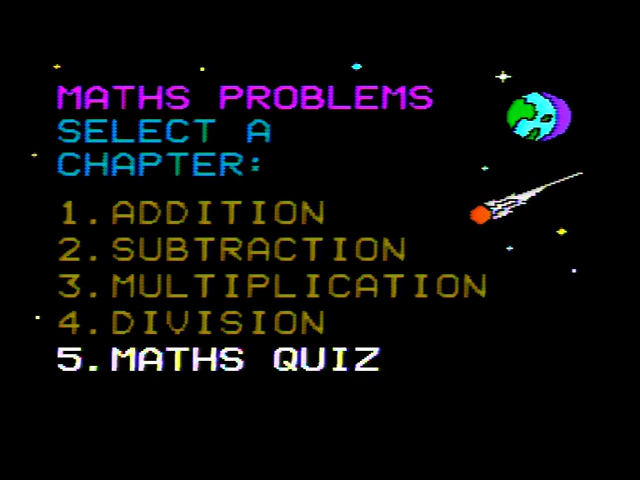 MATHS PROBLEMS
SELECT A
CHAPTER:
1. ADDITION
2. SUBTRACTION
3. MULTIPLICATION
4. DIVISION
5. MATHS QUIZ